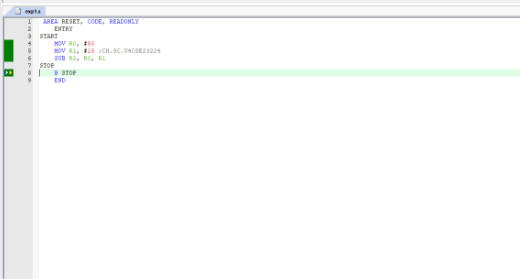 exp1.s
1 AREA RESET, CODE, READONLY
2 ENTRY
3 START
4 MOV R0, #50
5 MOV R1, #15 ;CH.SC.U4CSE23224
6 SUB R2, R0, R1
7 STOP
8 B STOP
9 END